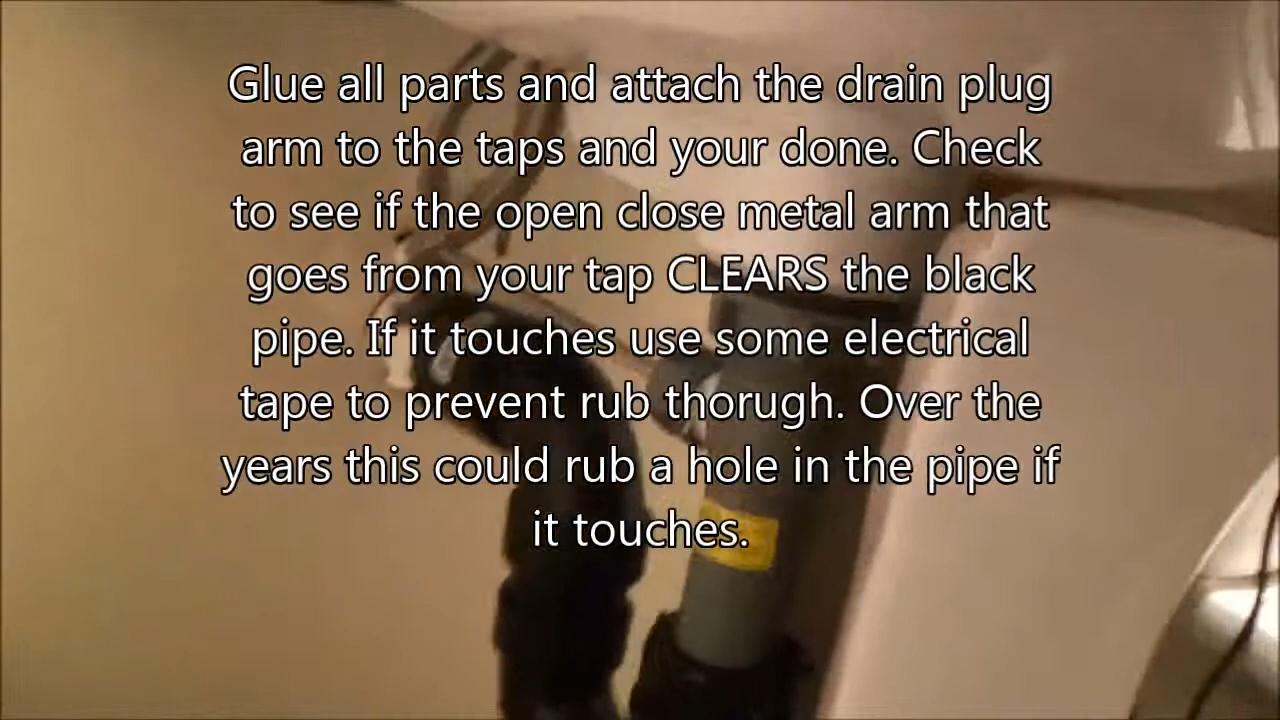 Glue all parts and attach the drain plug
arm to the taps and your done. Check
to see if the open close metal arm that
goes from your tap CLEARS the black
pipe. If it touches use some electrical
tape to prevent rub thorugh. Over the
years this could rub a hole in the pipe if
it touches.